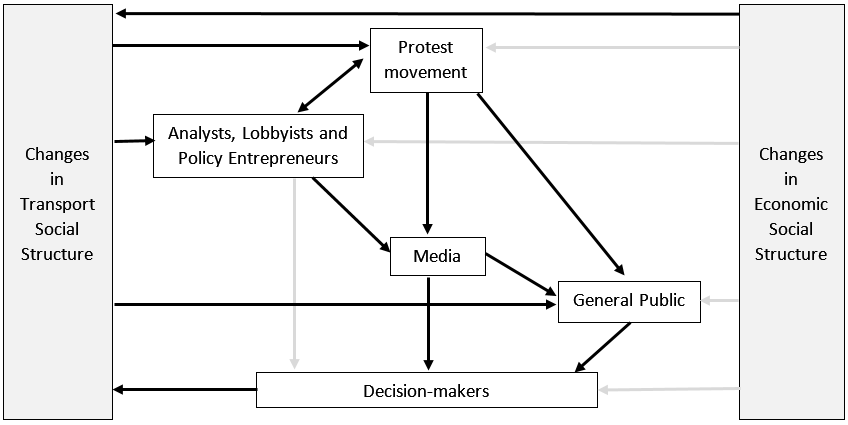 Protest
movement
Analysts, Lobbyists and
Policy Entrepreneurs
Changes
in
Transport
Social
Structure
Changes
in
Economic
Social
Structure
Media
General Public
Decision-makers